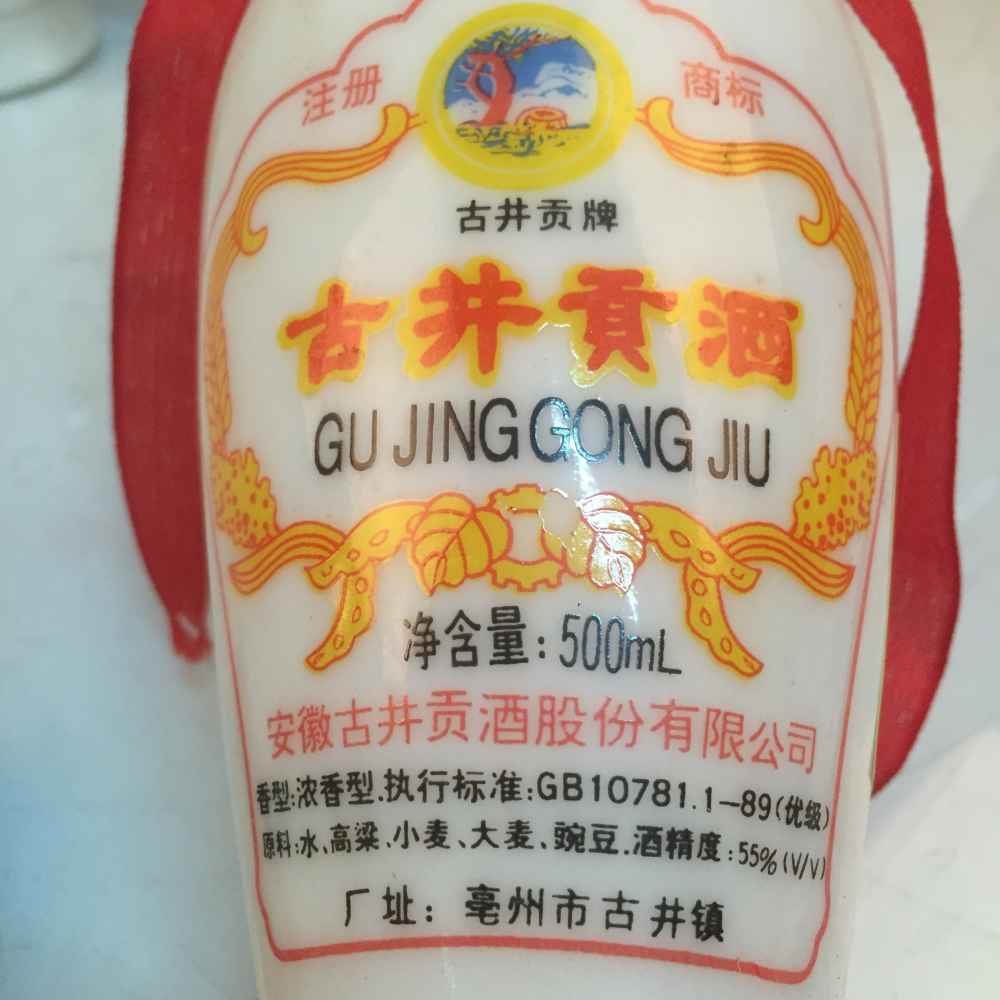 注册 商标
古井贡牌
古井贡酒
GU JING GONG JIU
净含量:500mL
安徽古井贡酒股份有限公司
香型:浓香型.执行标准:GB10781.1-89(优级)
原料:水、高粱、小麦、大麦、豌豆.酒精度:55%(V/V)
厂址:亳州市古井镇